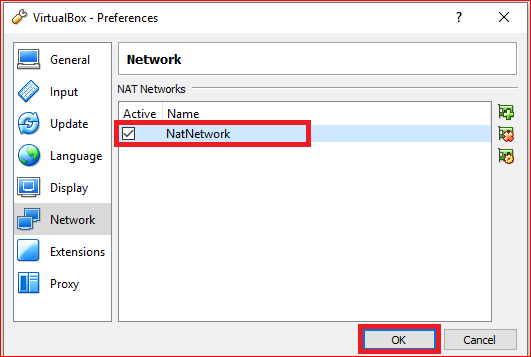 VirtualBox - Preferences
General
Input
Update
Language
Display
Network
Extensions
Proxy
Network
NAT Networks
Active Name
NatNetwork
OK
Cancel